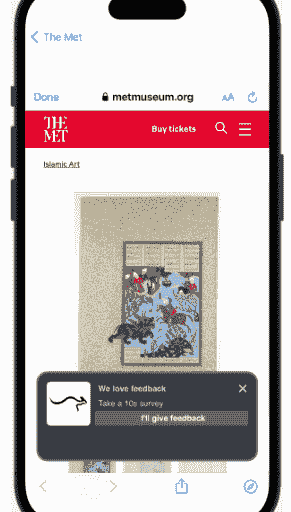 The Met
Done metmuseum.org AA
THE
MET
Buy tickets
Islamic Art
We love feedback
Take a 10s survey
I'll give feedback